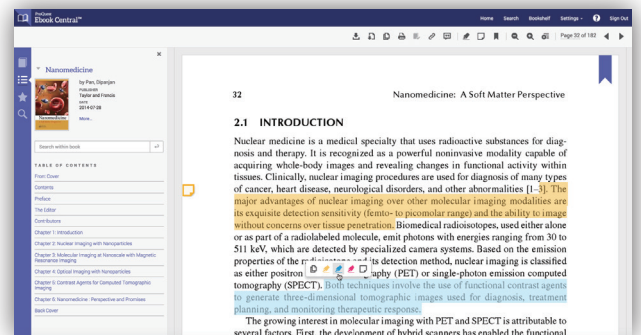 ProQuest
Ebook Central™
Home Search Bookshelf Settings Sign Out
Page 32 of 182
Nanomedicine
by Pan, Dipanjan
PUBLISHER
Taylor and Francis
DATE
2014-07-28
More...
Nanomedicine
Search within book
TABLE OF CONTENTS
Front Cover
Contents
Preface
The Editor
Contributors
Chapter 1: Introduction
Chapter 2: Nuclear Imaging with Nanoparticles
Chapter 3: Molecular Imaging at Nanoscale with Magnetic
Resonance Imaging
Chapter 4: Optical Imaging with Nanoparticles
Chapter 5: Contrast Agents for Computed Tomographic
Imaging
Chapter 6: Nanomedicine: Perspective and Promises
Back Cover
32 Nanomedicine: A Soft Matter Perspective
2.1 INTRODUCTION
Nuclear medicine is a medical specialty that uses radioactive substances for diag-
nosis and therapy. It is recognized as a powerful noninvasive modality capable of
acquiring whole-body images and revealing changes in functional activity within
tissues. Clinically, nuclear imaging procedures are used for diagnosis of many types
of cancer, heart disease, neurological disorders, and other abnormalities [1–3]. The
major advantages of nuclear imaging over other molecular imaging modalities are
its exquisite detection sensitivity (femto- to picomolar range) and the ability to image
without concerns over tissue penetration. Biomedical radioisotopes, used either alone
or as part of a radiolabeled molecule, emit photons with energies ranging from 30 to
511 keV, which are detected by specialized camera systems. Based on the emission
properties of the its detection method, nuclear imaging is classified
as either positron (PET) or single-photon emission computed
tomography (SPECT). Both techniques involve the use of functional contrast agents
to generate three-dimensional tomographic images used for diagnosis, treatment
planning, and monitoring therapeutic response.
The growing interest in molecular imaging with PET and SPECT is attributable to
several factors. First, the development of hybrid scanners has enabled the functional